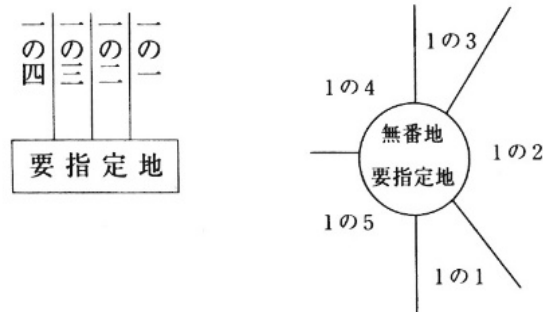 一の一
一の二
一の三
一の四
要指定地
1の3
1の4
無番地
1の2
要指定地
1の5
1の1